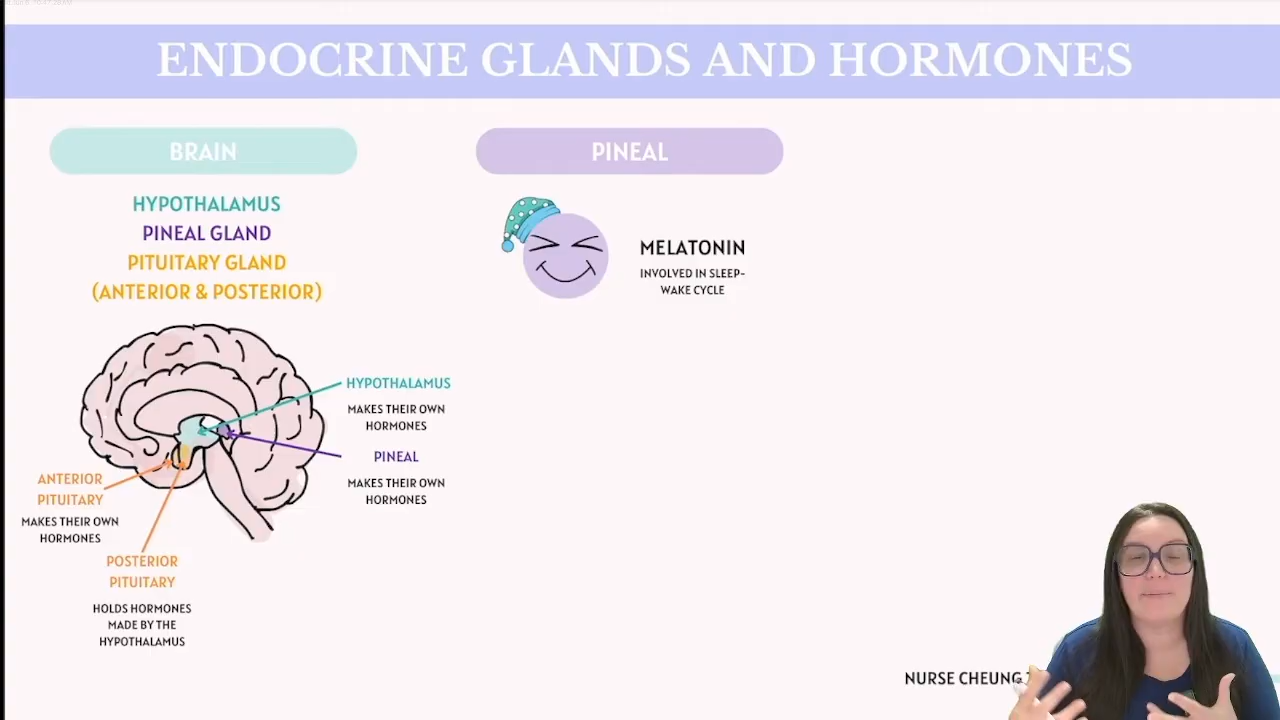 ENDOCRINE GLANDS AND HORMONES
BRAIN
HYPOTHALAMUS
PINEAL GLAND
PITUITARY GLAND
(ANTERIOR & POSTERIOR)
HYPOTHALAMUS
MAKES THEIR OWN
HORMONES
PINEAL
MAKES THEIR OWN
HORMONES
ANTERIOR
PITUITARY
MAKES THEIR OWN
HORMONES
POSTERIOR
PITUITARY
HOLDS HORMONES
MADE BY THE
HYPOTHALAMUS
PINEAL
MELATONIN
INVOLVED IN SLEEP-
WAKE CYCLE
NURSE CHEUNG